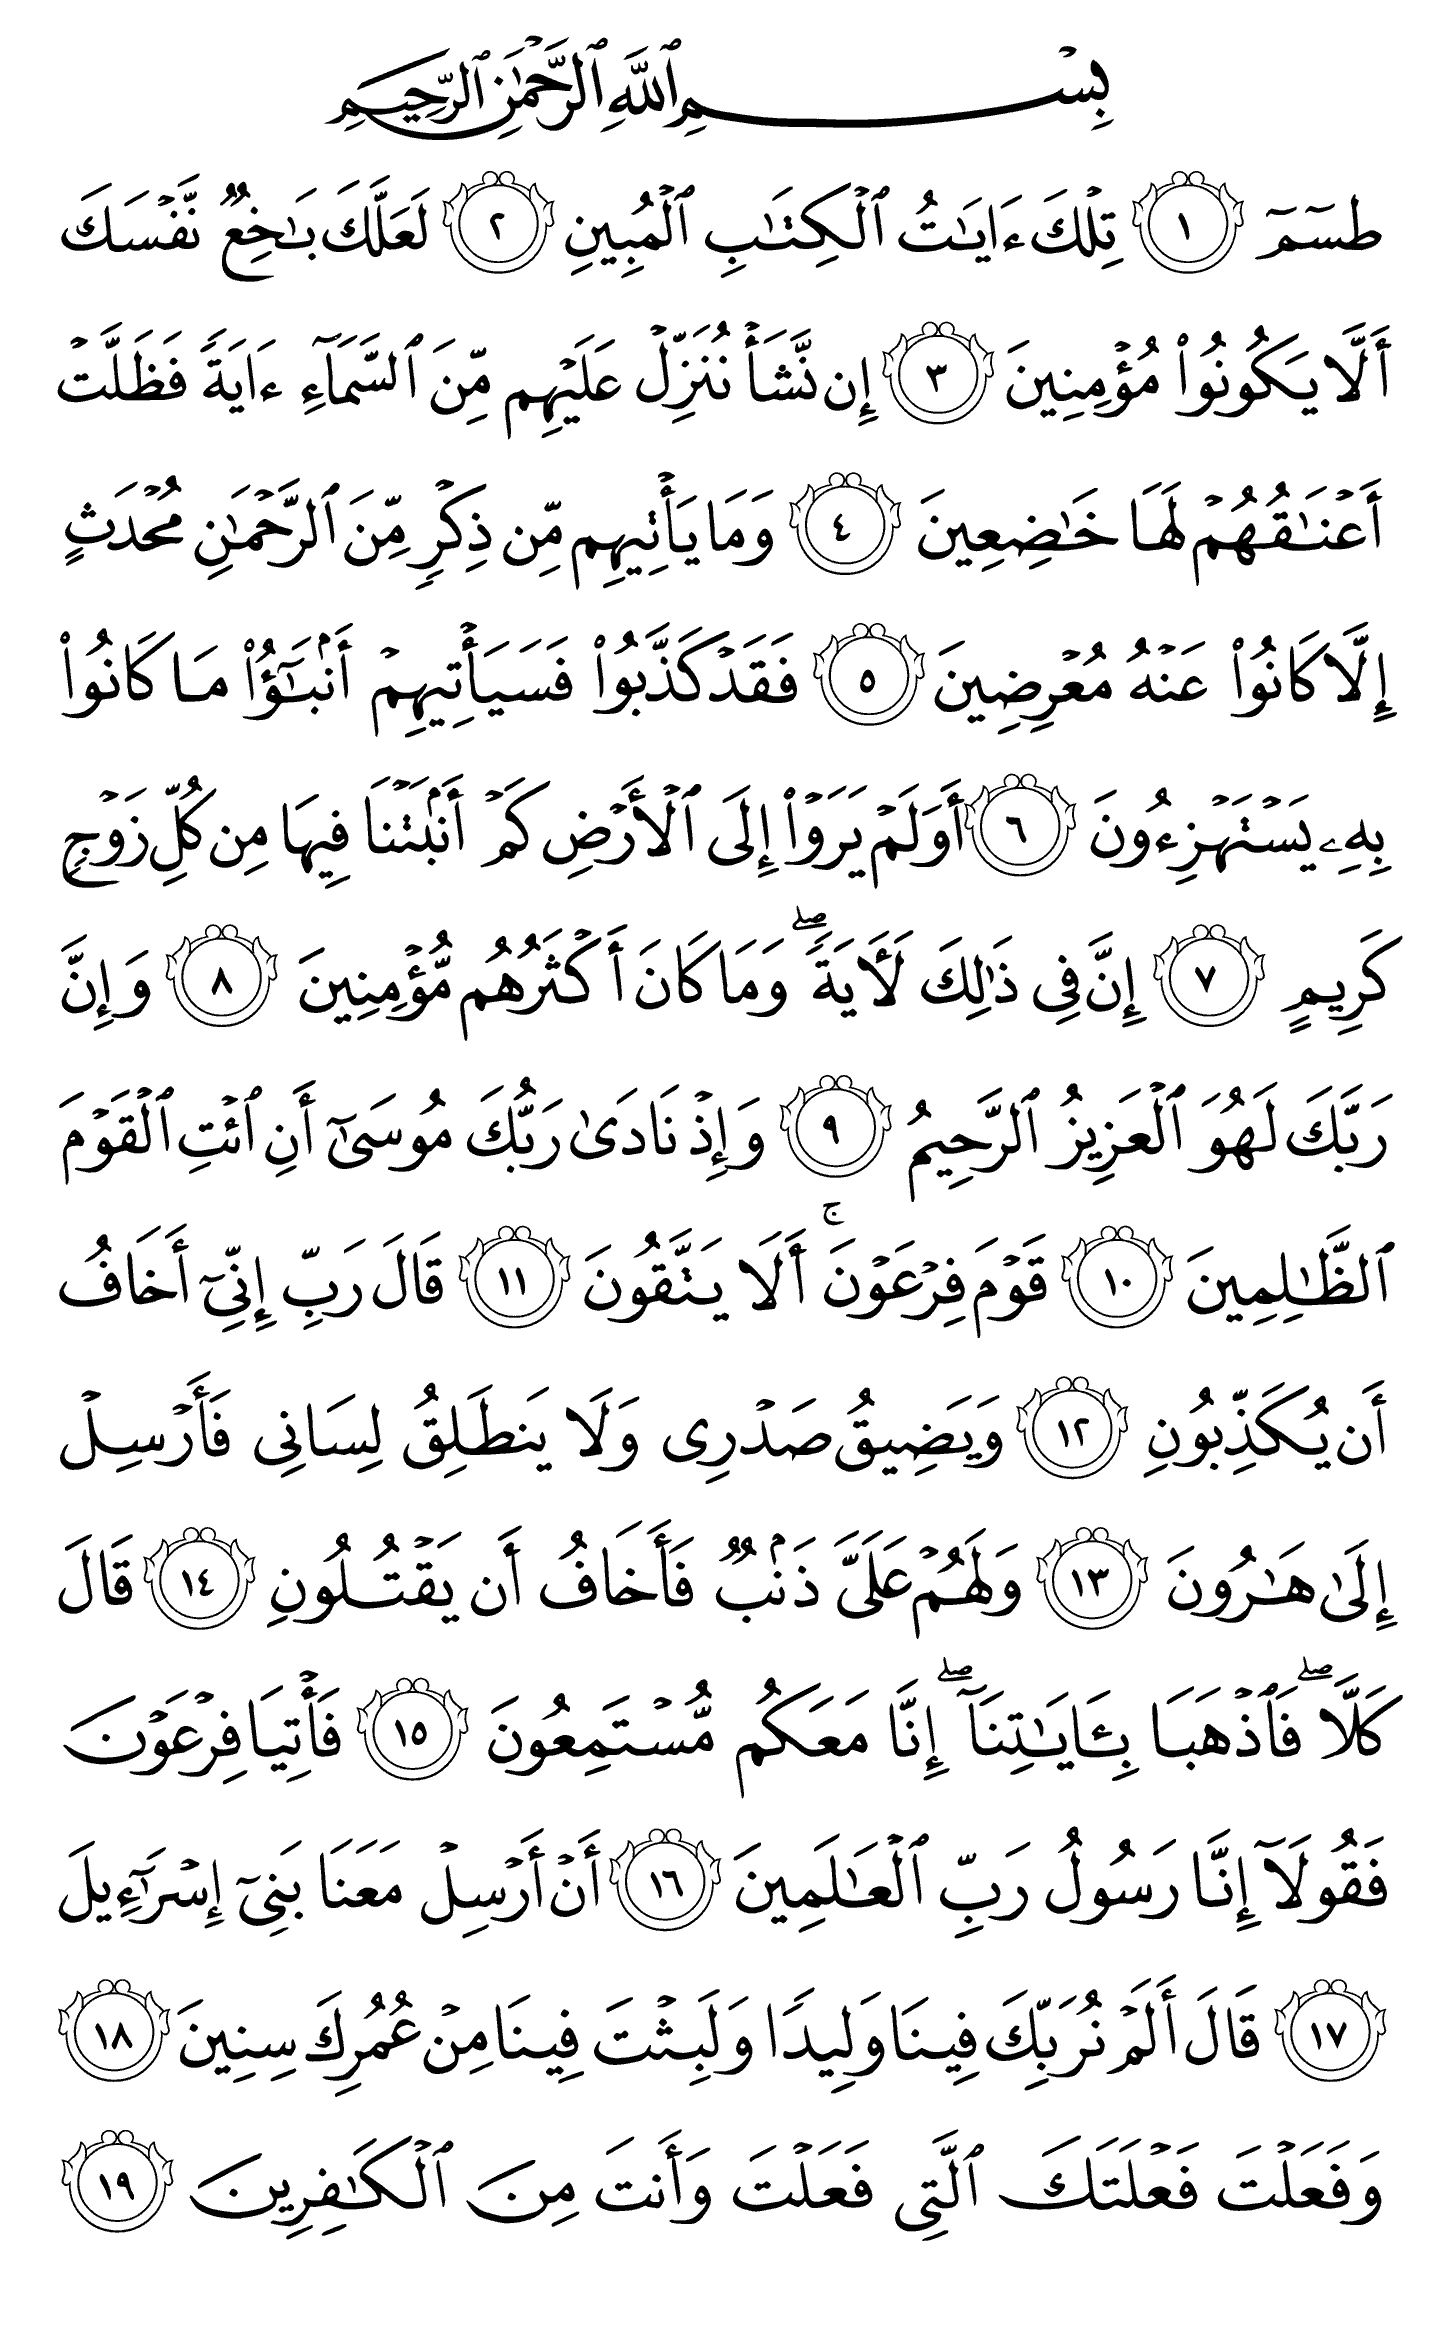 بِسْمِ ٱللَّهِ ٱلرَّحْمَٰنِ ٱلرَّحِيمِ
طسٓمٓ ١ تِلْكَ ءَايَٰتُ ٱلْكِتَٰبِ ٱلْمُبِينِ ٢ لَعَلَّكَ بَٰخِعٌ نَّفْسَكَ
أَلَّا يَكُونُوا۟ مُؤْمِنِينَ ٣ إِن نَّشَأْ نُنَزِّلْ عَلَيْهِم مِّنَ ٱلسَّمَآءِ ءَايَةً فَظَلَّتْ
أَعْنَٰقُهُمْ لَهَا خَٰضِعِينَ ٤ وَمَا يَأْتِيهِم مِّن ذِكْرٍ مِّنَ ٱلرَّحْمَٰنِ مُحْدَثٍ
إِلَّا كَانُوا۟ عَنْهُ مُعْرِضِينَ ٥ فَقَدْ كَذَّبُوا۟ فَسَيَأْتِيهِمْ أَنۢبَٰٓؤُا۟ مَا كَانُوا۟
بِهِۦ يَسْتَهْزِءُونَ ٦ أَوَلَمْ يَرَوْا۟ إِلَى ٱلْأَرْضِ كَمْ أَنۢبَتْنَا فِيهَا مِن كُلِّ زَوْجٍ
كَرِيمٍ ٧ إِنَّ فِى ذَٰلِكَ لَءَايَةً ۖ وَمَا كَانَ أَكْثَرُهُم مُّؤْمِنِينَ ٨ وَإِنَّ
رَبَّكَ لَهُوَ ٱلْعَزِيزُ ٱلرَّحِيمُ ٩ وَإِذْ نَادَىٰ رَبُّكَ مُوسَىٰٓ أَنِ ٱئْتِ ٱلْقَوْمَ
ٱلظَّٰلِمِينَ ١٠ قَوْمَ فِرْعَوْنَ ۚ أَلَا يَتَّقُونَ ١١ قَالَ رَبِّ إِنِّىٓ أَخَافُ
أَن يُكَذِّبُونِ ١٢ وَيَضِيقُ صَدْرِى وَلَا يَنطَلِقُ لِسَانِى فَأَرْسِلْ
إِلَىٰ هَٰرُونَ ١٣ وَلَهُمْ عَلَىَّ ذَنۢبٌ فَأَخَافُ أَن يَقْتُلُونِ ١٤ قَالَ
كَلَّا ۖ فَٱذْهَبَا بِـَٔايَٰتِنَآ ۖ إِنَّا مَعَكُم مُّسْتَمِعُونَ ١٥ فَأْتِيَا فِرْعَوْنَ
فَقُولَآ إِنَّا رَسُولُ رَبِّ ٱلْعَٰلَمِينَ ١٦ أَنْ أَرْسِلْ مَعَنَا بَنِىٓ إِسْرَٰٓءِيلَ
١٧ قَالَ أَلَمْ نُرَبِّكَ فِينَا وَلِيدًا وَلَبِثْتَ فِينَا مِنْ عُمُرِكَ سِنِينَ ١٨
وَفَعَلْتَ فَعْلَتَكَ ٱلَّتِى فَعَلْتَ وَأَنتَ مِنَ ٱلْكَٰفِرِينَ ١٩